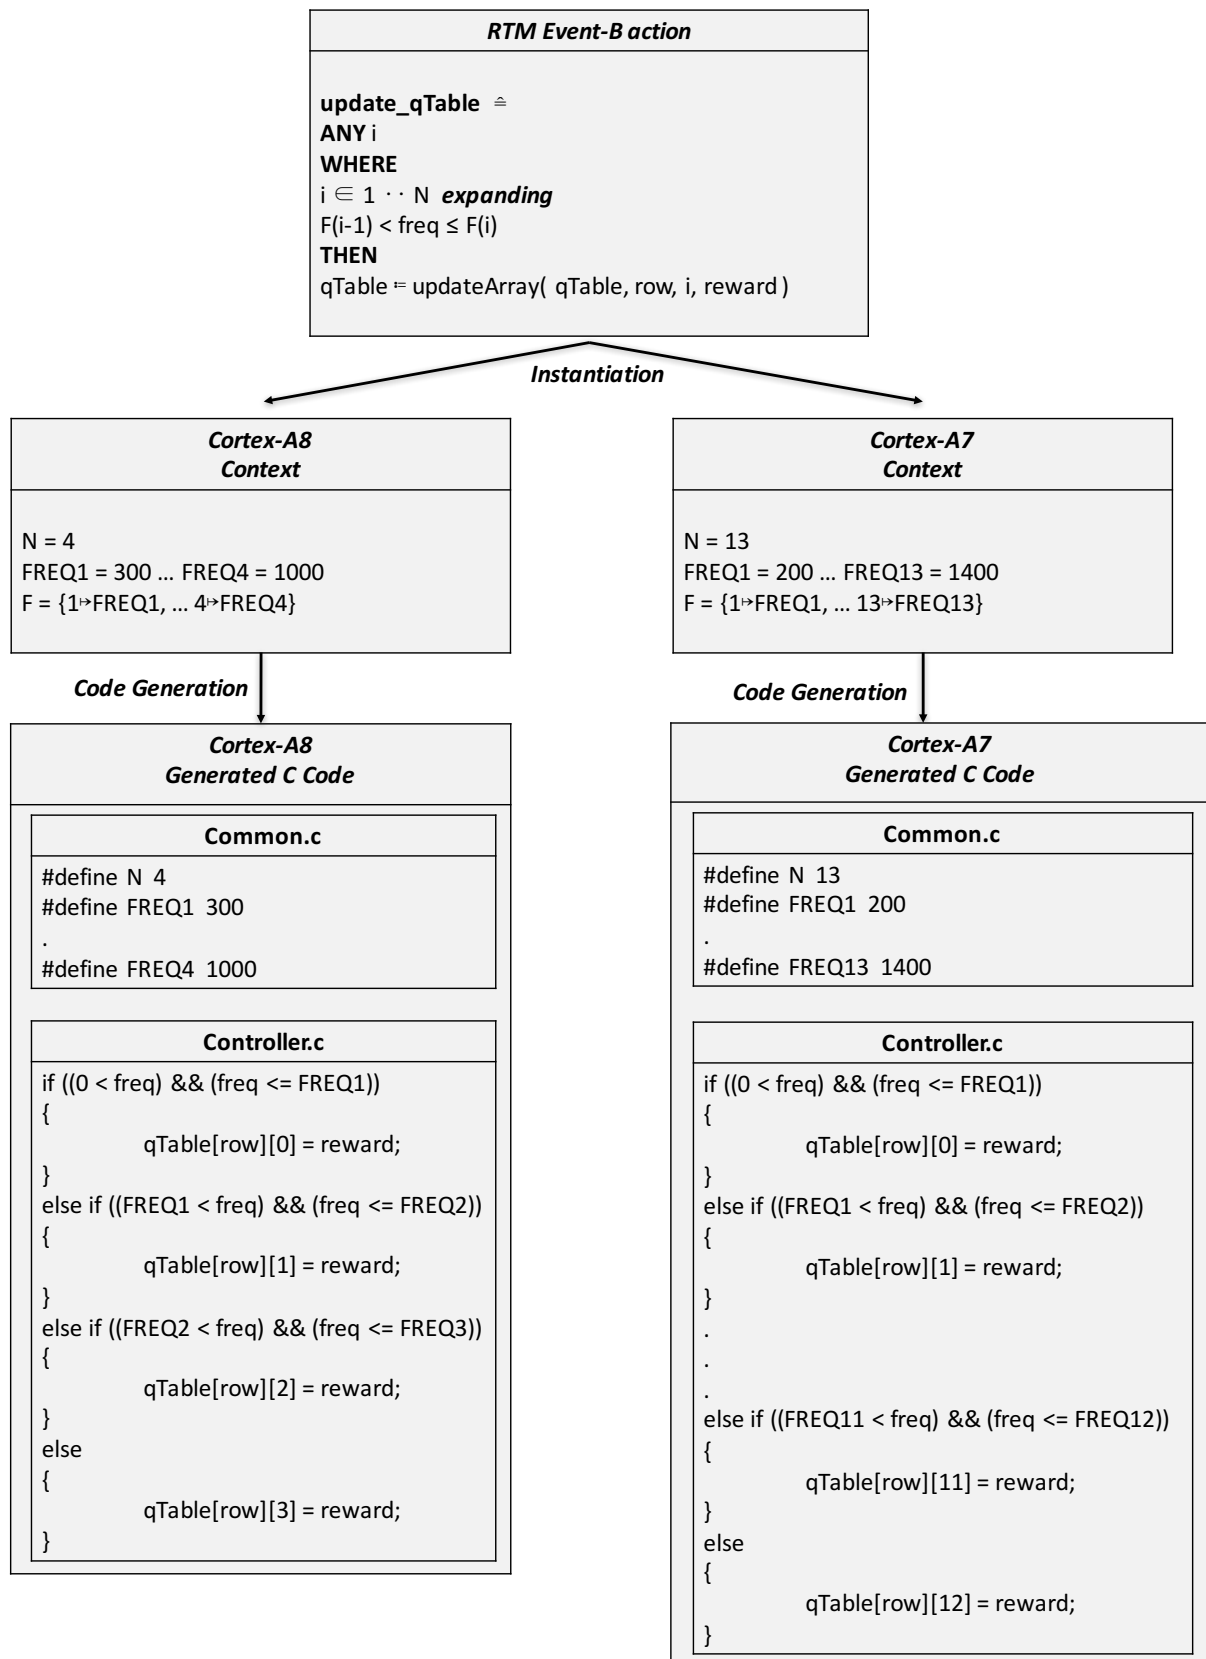 RTM Event-B action
update_qTable ≙
ANY i
WHERE
i ∈ 1 ·· N expanding
F(i-1) < freq ≤ F(i)
THEN
qTable ≔ updateArray( qTable, row, i, reward )
Instantiation
Cortex-A8
Context
N = 4
FREQ1 = 300 ... FREQ4 = 1000
F = {1↦FREQ1, ... 4↦FREQ4}
Cortex-A7
Context
N = 13
FREQ1 = 200 ... FREQ13 = 1400
F = {1↦FREQ1, ... 13↦FREQ13}
Code Generation
Code Generation
Cortex-A8
Generated C Code
Common.c
#define N 4
#define FREQ1 300
.
#define FREQ4 1000
Controller.c
if ((0 < freq) && (freq <= FREQ1))
{
qTable[row][0] = reward;
}
else if ((FREQ1 < freq) && (freq <= FREQ2))
{
qTable[row][1] = reward;
}
else if ((FREQ2 < freq) && (freq <= FREQ3))
{
qTable[row][2] = reward;
}
else
{
qTable[row][3] = reward;
}
Cortex-A7
Generated C Code
Common.c
#define N 13
#define FREQ1 200
.
#define FREQ13 1400
Controller.c
if ((0 < freq) && (freq <= FREQ1))
{
qTable[row][0] = reward;
}
else if ((FREQ1 < freq) && (freq <= FREQ2))
{
qTable[row][1] = reward;
}
.
.
.
else if ((FREQ11 < freq) && (freq <= FREQ12))
{
qTable[row][11] = reward;
}
else
{
qTable[row][12] = reward;
}